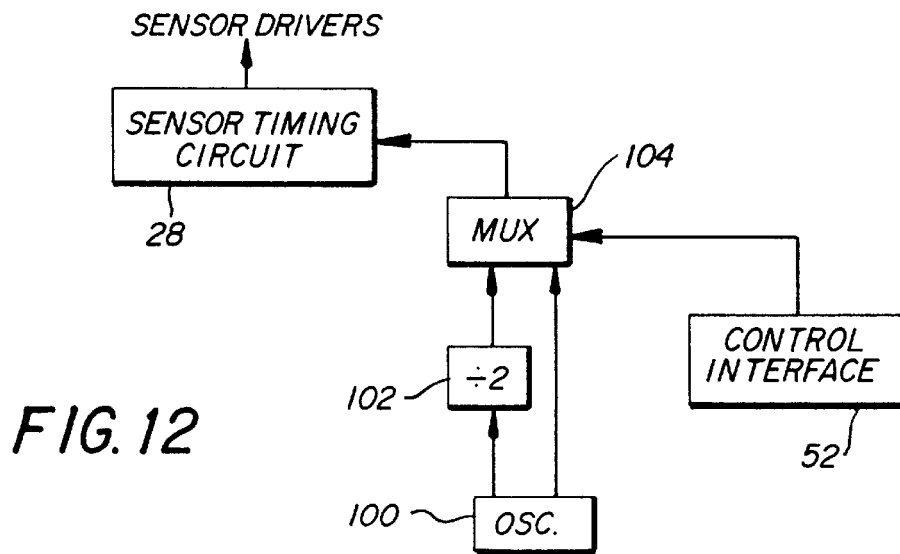 SENSOR DRIVERS
SENSOR TIMING
CIRCUIT
28
104
MUX
CONTROL
INTERFACE
52
102
÷2
FIG. 12
100
OSC.